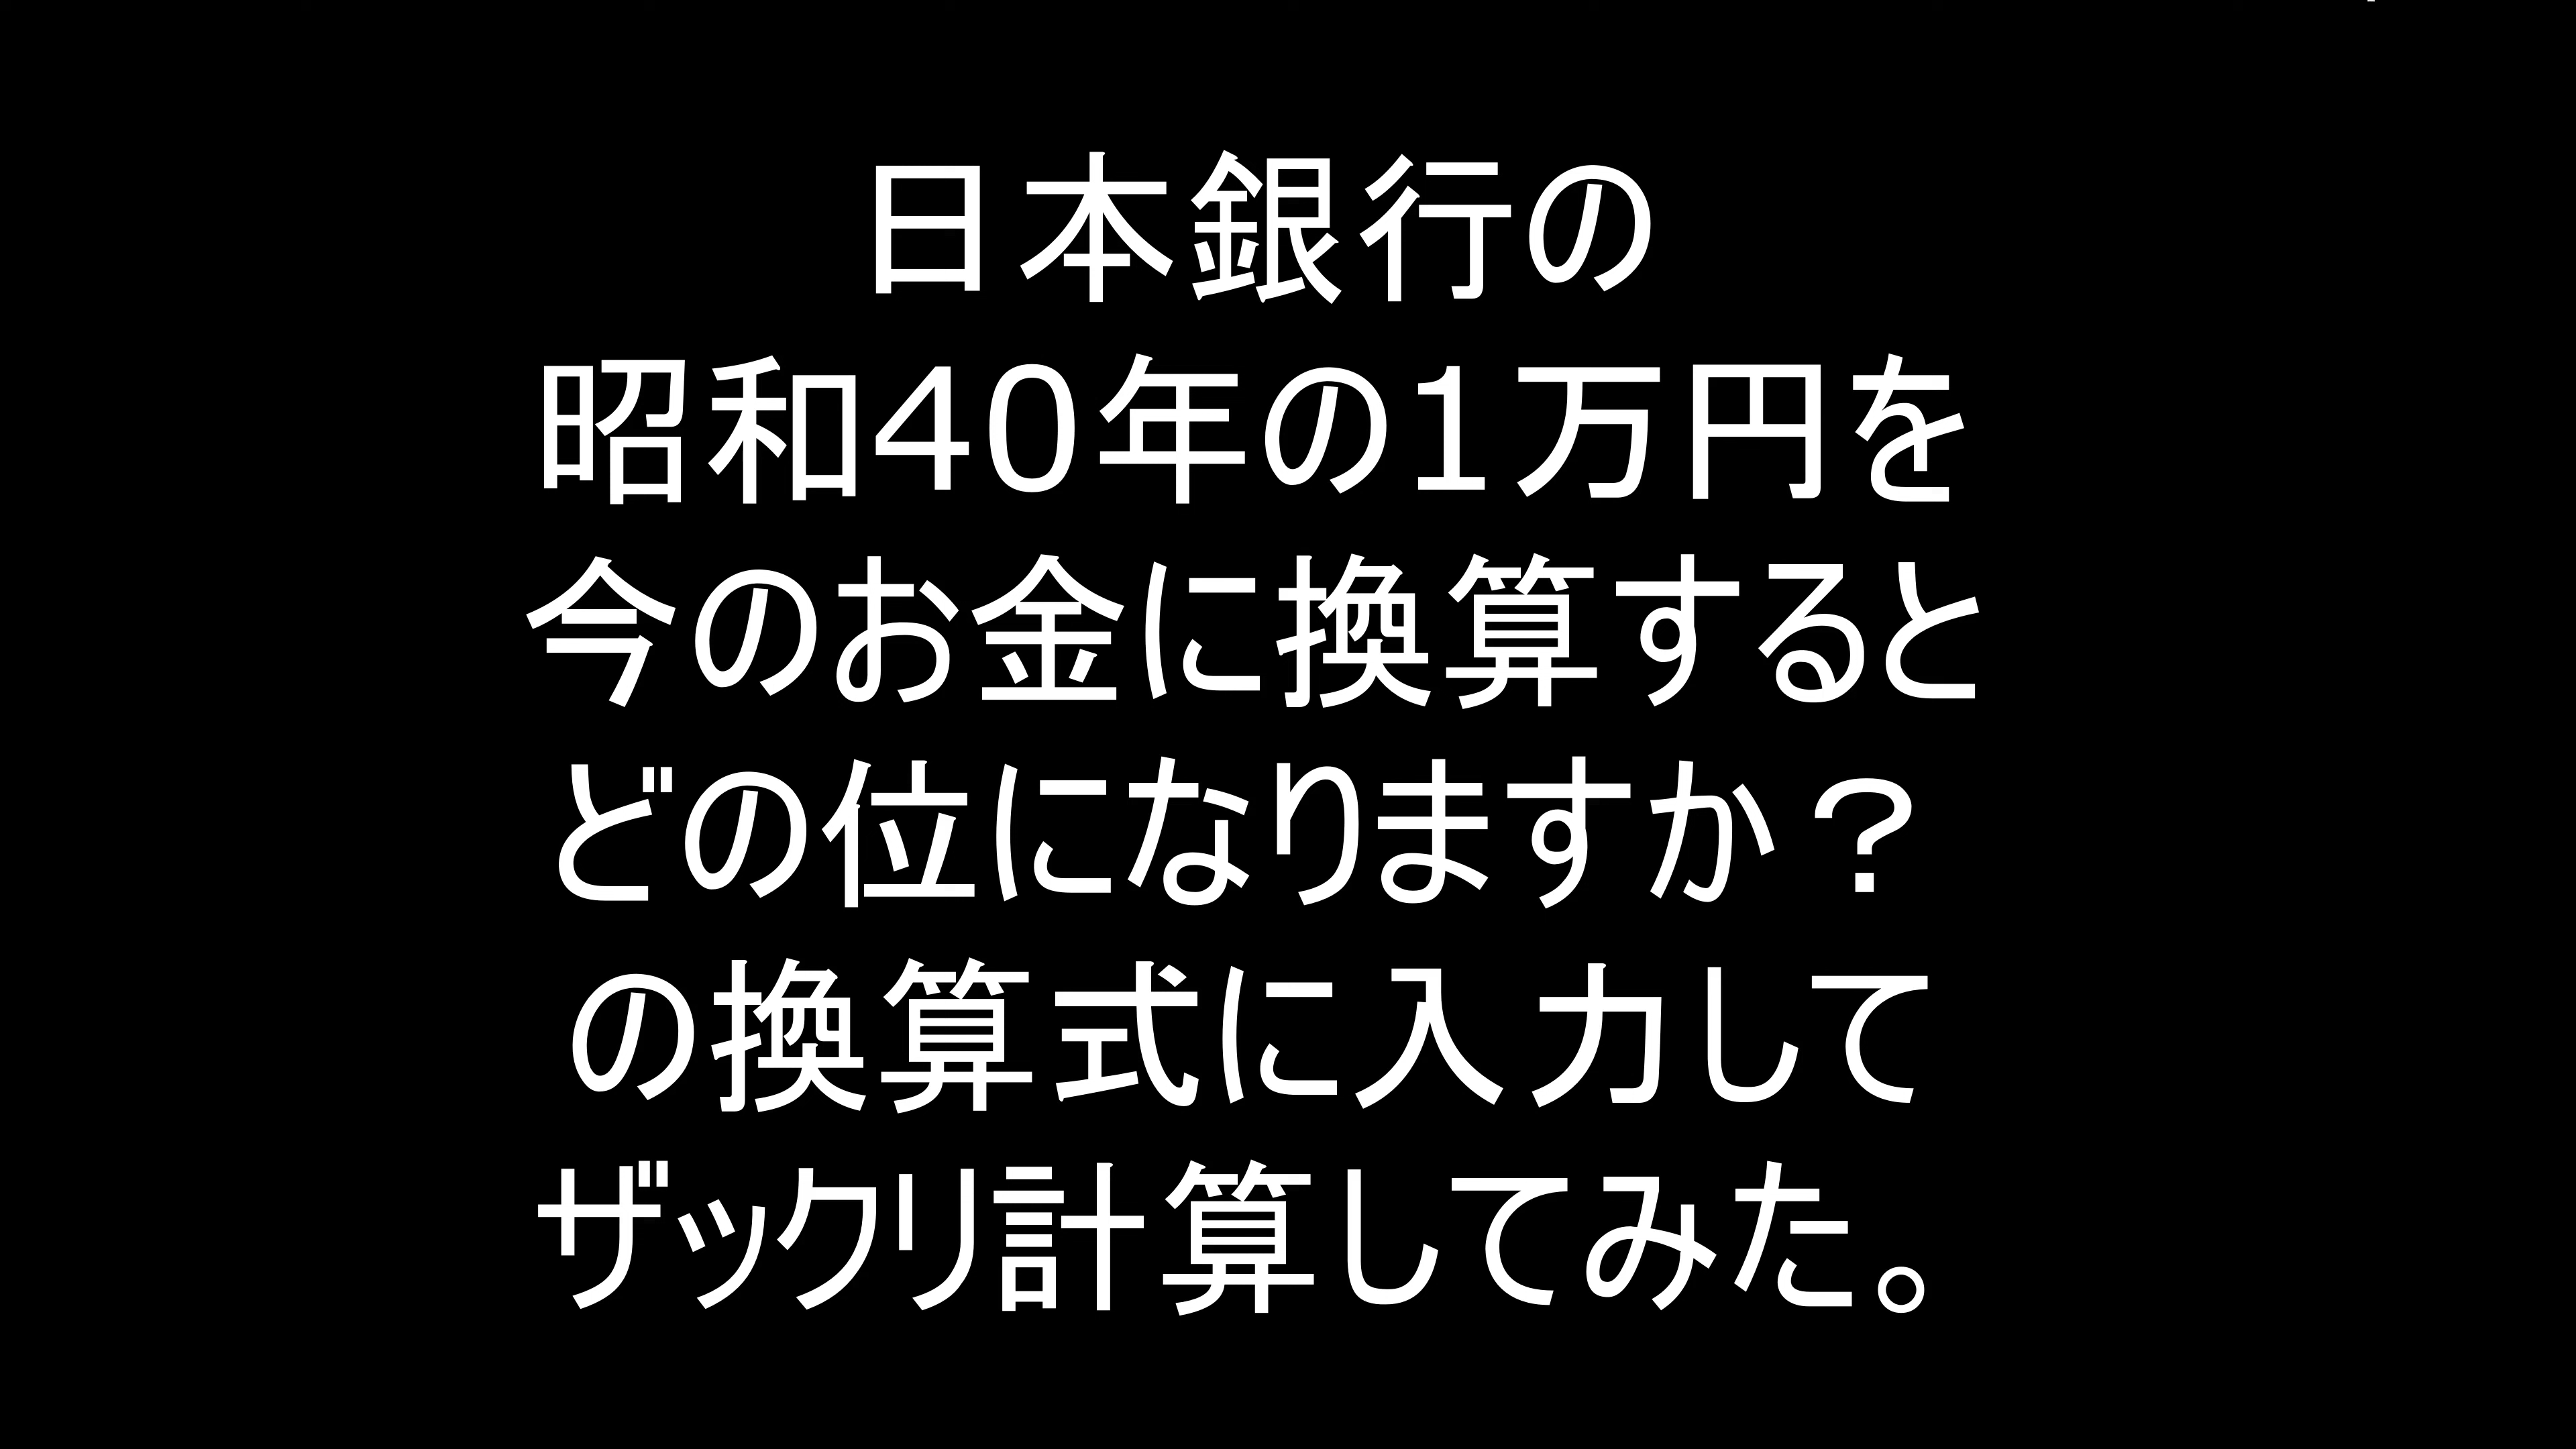 日本銀行の
昭和40年の1万円を
今のお金に換算すると
どの位になりますか？
の換算式に入力して
ザックリ計算してみた。